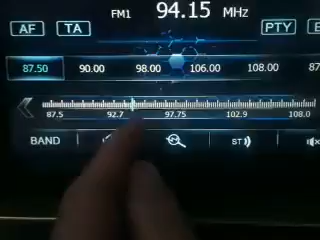 FM1 94.15 MHz
AF TA PTY
87.50 90.00 98.00 106.00 108.00 87
87.5 92.7 97.75 102.9 108.0
BAND ST